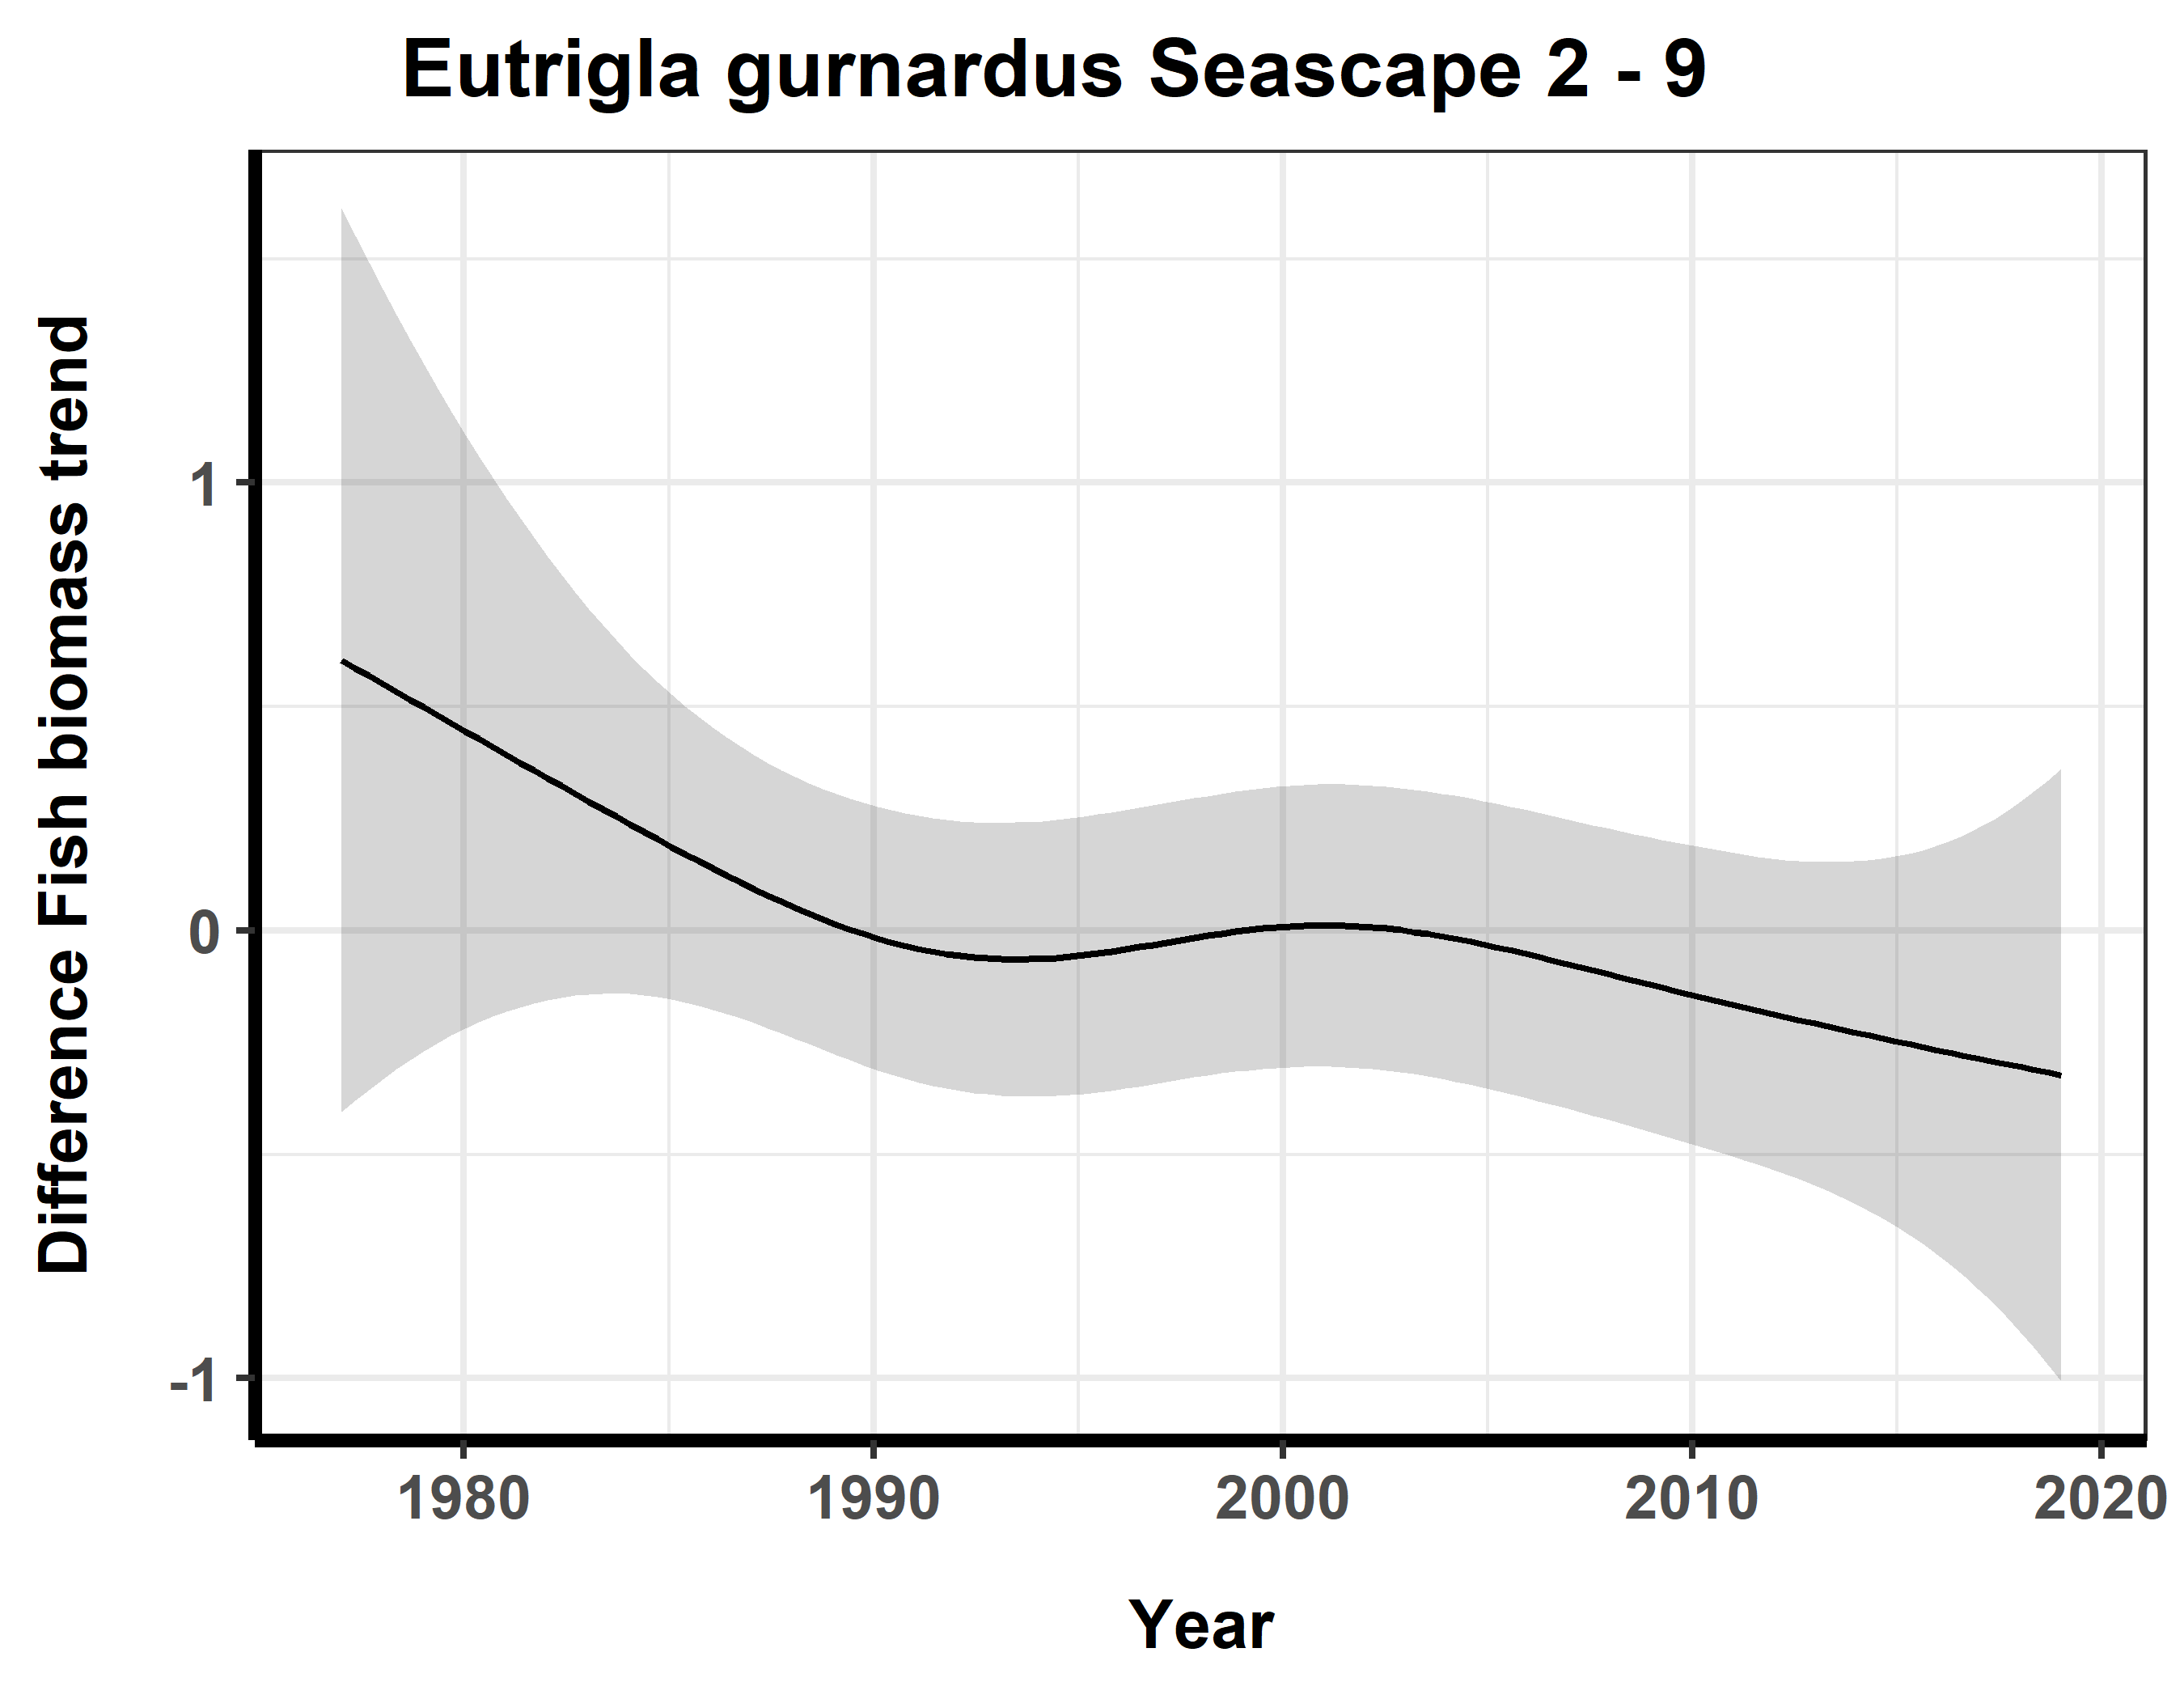 Eutrigla gurnardus Seascape 2 - 9
Difference Fish biomass trend
1
0
-1
1980
1990
2000
2010
2020
Year